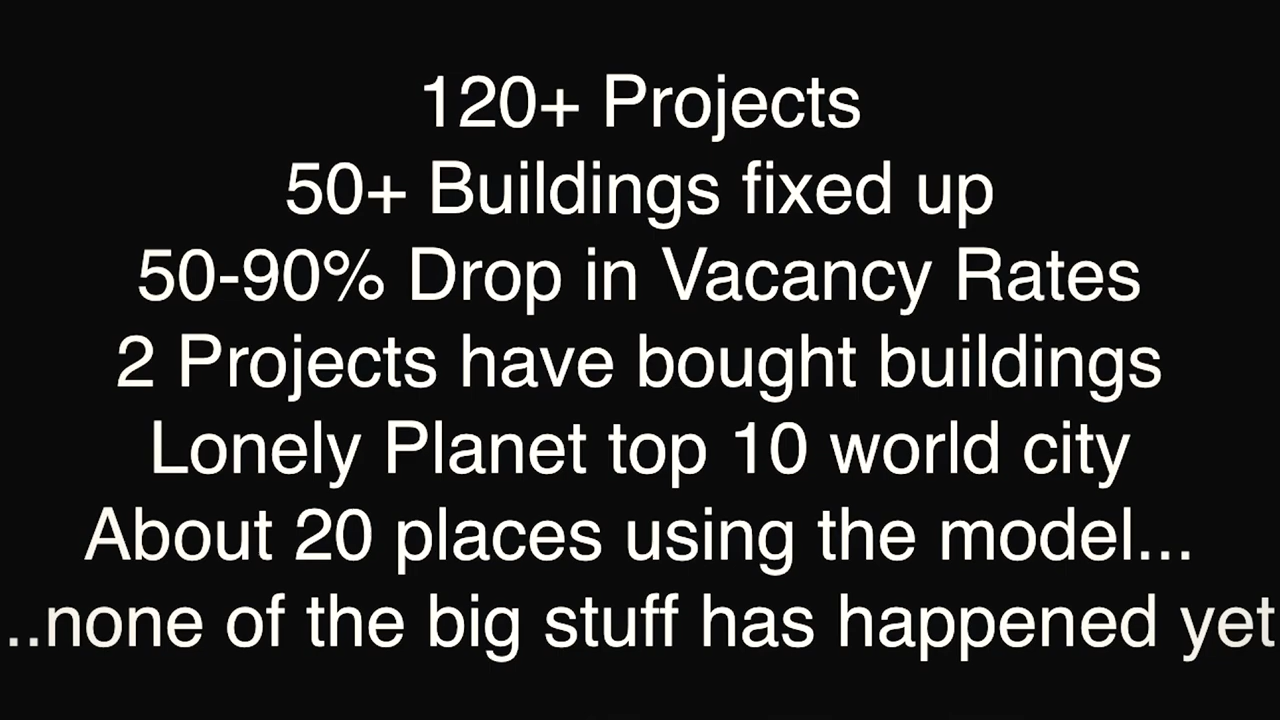 120+ Projects
50+ Buildings fixed up
50-90% Drop in Vacancy Rates
2 Projects have bought buildings
Lonely Planet top 10 world city
About 20 places using the model...
..none of the big stuff has happened yet